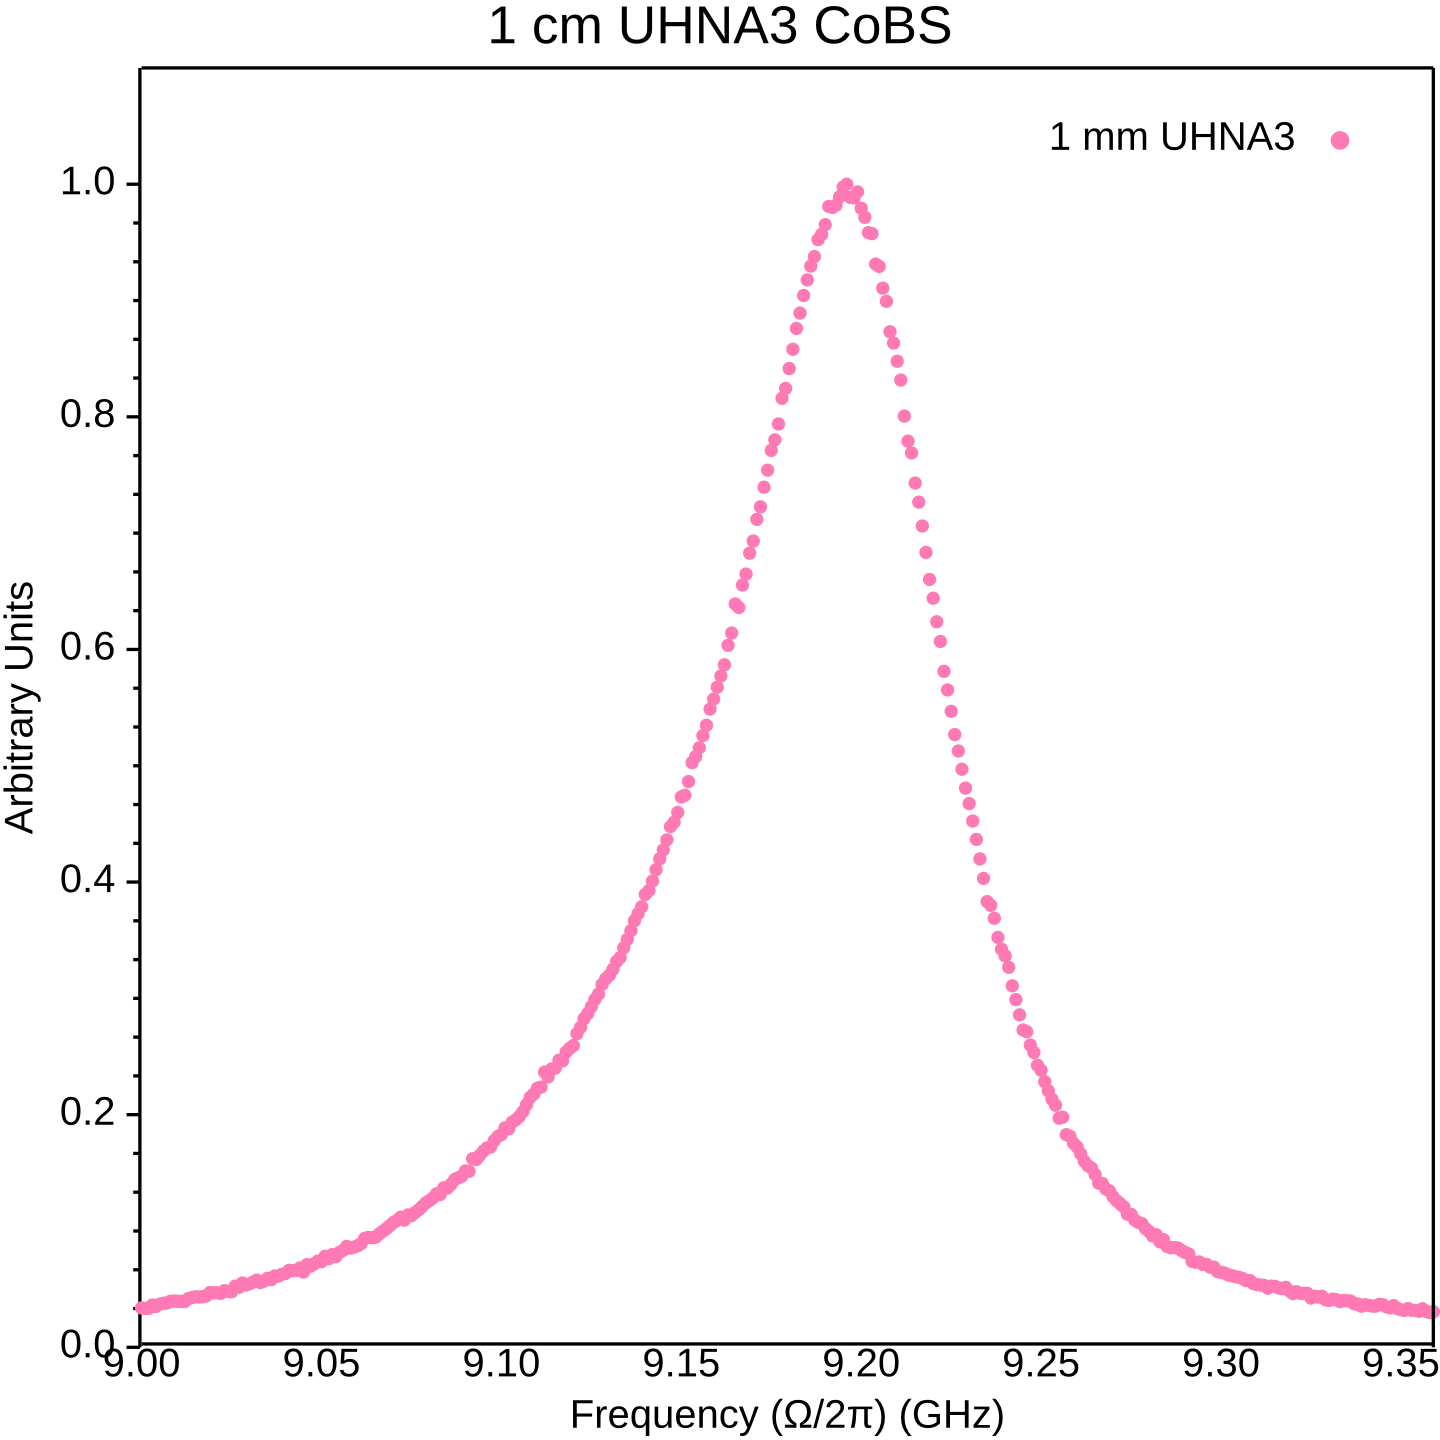 1 cm UHNA3 CoBS
1 mm UHNA3
1.0
0.8
0.6
0.4
0.2
0.0
Arbitrary Units
9.00 9.05 9.10 9.15 9.20 9.25 9.30 9.35
Frequency (Ω/2π) (GHz)